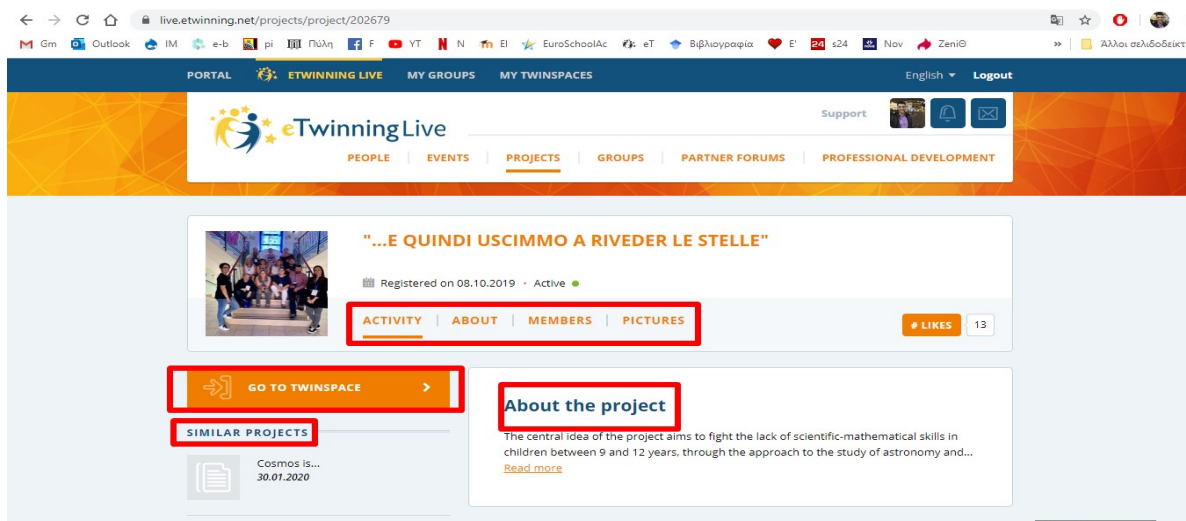 live.etwinning.net/projects/project/202679
Gm Outlook IM e-b pi Πύλη F YT N El EuroSchoolAc eT Βιβλιογραφία E' 24 s24 Nov ZeniΘ » Άλλοι σελιδοδείκτ
PORTAL ETWINNING LIVE MY GROUPS MY TWINSPACES English Logout
eTwinning Live Support
PEOPLE EVENTS PROJECTS GROUPS PARTNER FORUMS PROFESSIONAL DEVELOPMENT
"...E QUINDI USCIMMO A RIVEDER LE STELLE"
Registered on 08.10.2019 · Active
ACTIVITY ABOUT MEMBERS PICTURES # LIKES 13
GO TO TWINSPACE
About the project
SIMILAR PROJECTS
The central idea of the project aims to fight the lack of scientific-mathematical skills in
children between 9 and 12 years, through the approach to the study of astronomy and...
Read more
Cosmos is...
30.01.2020